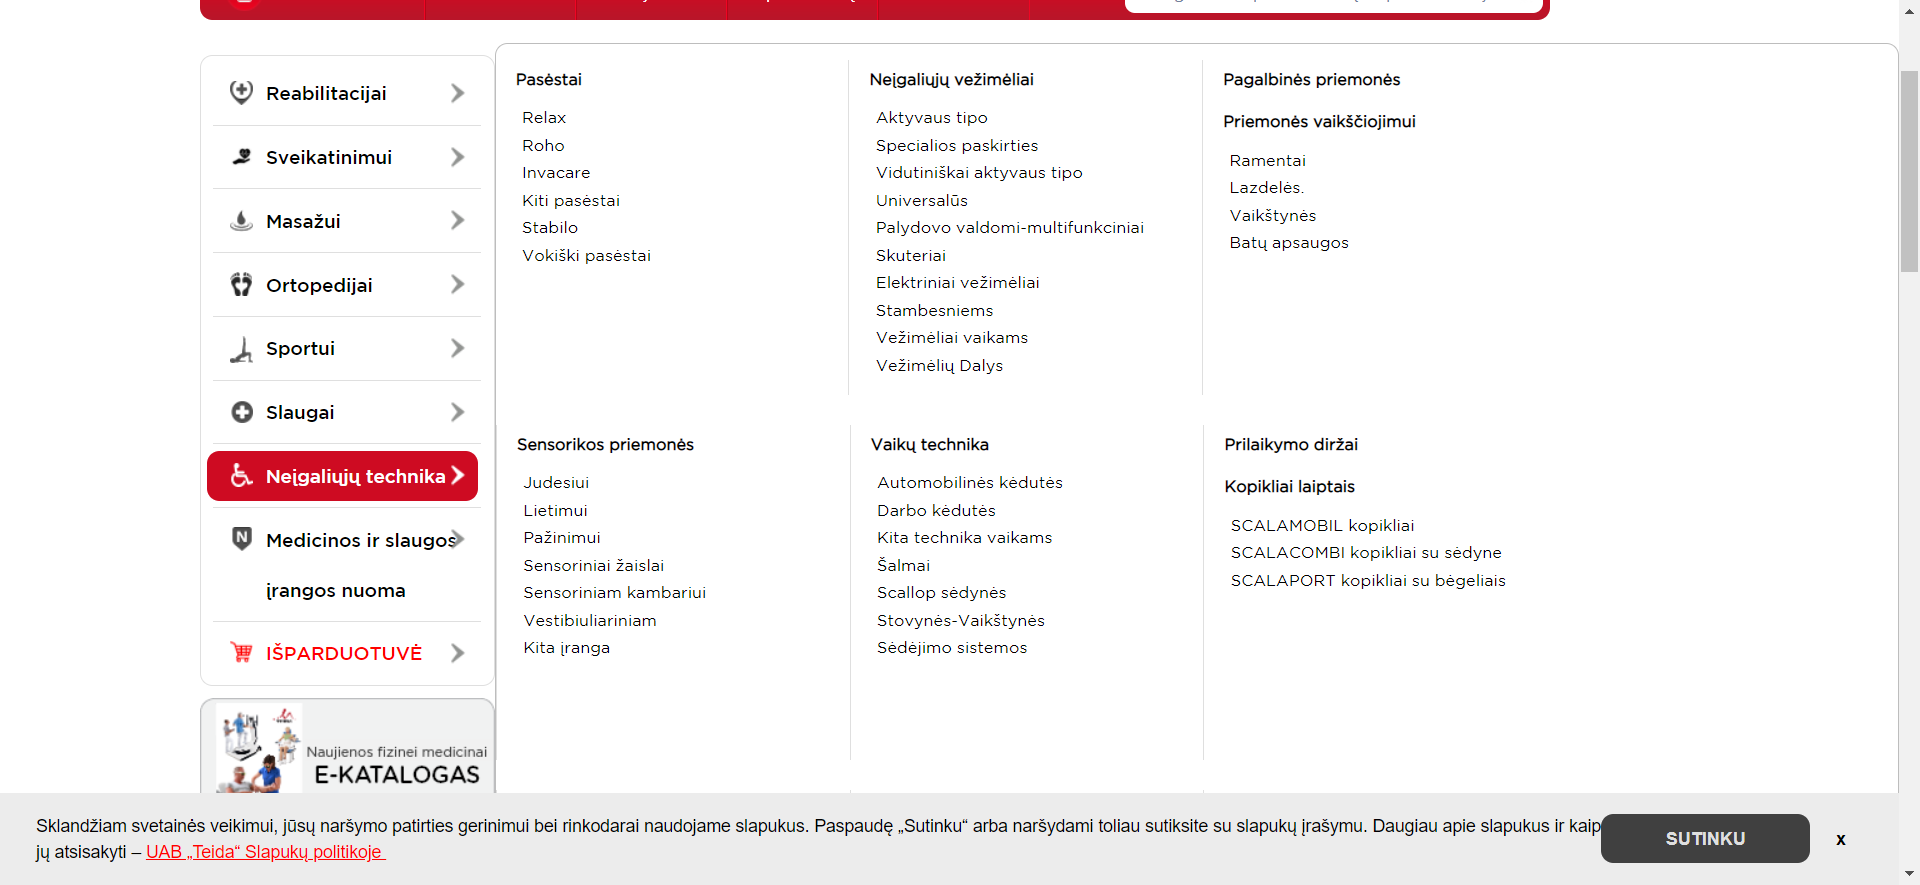 Reabilitacijai
Sveikatinimui
Masažui
Ortopedijai
Sportui
Slaugai
Neįgaliųjų technika
Medicinos ir slaugos
įrangos nuoma
IŠPARDUOTUVĖ
Naujienos fizinei medicinai
E-KATALOGAS
Pasėstai
Relax
Roho
Invacare
Kiti pasėstai
Stabilo
Vokiški pasėstai
Neįgaliųjų vežimėliai
Aktyvaus tipo
Specialios paskirties
Vidutiniškai aktyvaus tipo
Universalūs
Palydovo valdomi-multifunkciniai
Skuteriai
Elektriniai vežimėliai
Stambesniems
Vežimėliai vaikams
Vežimėlių Dalys
Pagalbinės priemonės
Priemonės vaikščiojimui
Ramentai
Lazdelės.
Vaikštynės
Batų apsaugos
Sensorikos priemonės
Judesiui
Lietimui
Pažinimui
Sensoriniai žaislai
Sensoriniam kambariui
Vestibiuliariniam
Kita įranga
Vaikų technika
Automobilinės kėdutės
Darbo kėdutės
Kita technika vaikams
Šalmai
Scallop sėdynės
Stovynės-Vaikštynės
Sėdėjimo sistemos
Prilaikymo diržai
Kopikliai laiptais
SCALAMOBIL kopikliai
SCALACOMBI kopikliai su sėdyne
SCALAPORT kopikliai su bėgeliais
Sklandžiam svetainės veikimui, jūsų naršymo patirties gerinimui bei rinkodarai naudojame slapukus. Paspaudę „Sutinku“ arba naršydami toliau sutiksite su slapukų įrašymu. Daugiau apie slapukus ir kaip
jų atsisakyti – UAB „Teida“ Slapukų politikoje
SUTINKU
x